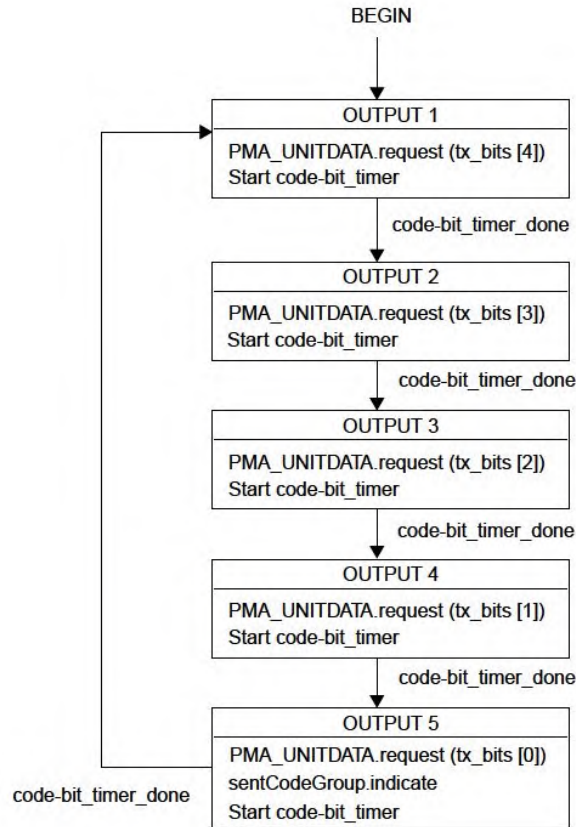 BEGIN
OUTPUT 1
PMA_UNITDATA.request (tx_bits [4])
Start code-bit_timer
code-bit_timer_done
OUTPUT 2
PMA_UNITDATA.request (tx_bits [3])
Start code-bit_timer
code-bit_timer_done
OUTPUT 3
PMA_UNITDATA.request (tx_bits [2])
Start code-bit_timer
code-bit_timer_done
OUTPUT 4
PMA_UNITDATA.request (tx_bits [1])
Start code-bit_timer
code-bit_timer_done
OUTPUT 5
PMA_UNITDATA.request (tx_bits [0])
sentCodeGroup.indicate
Start code-bit_timer
code-bit_timer_done